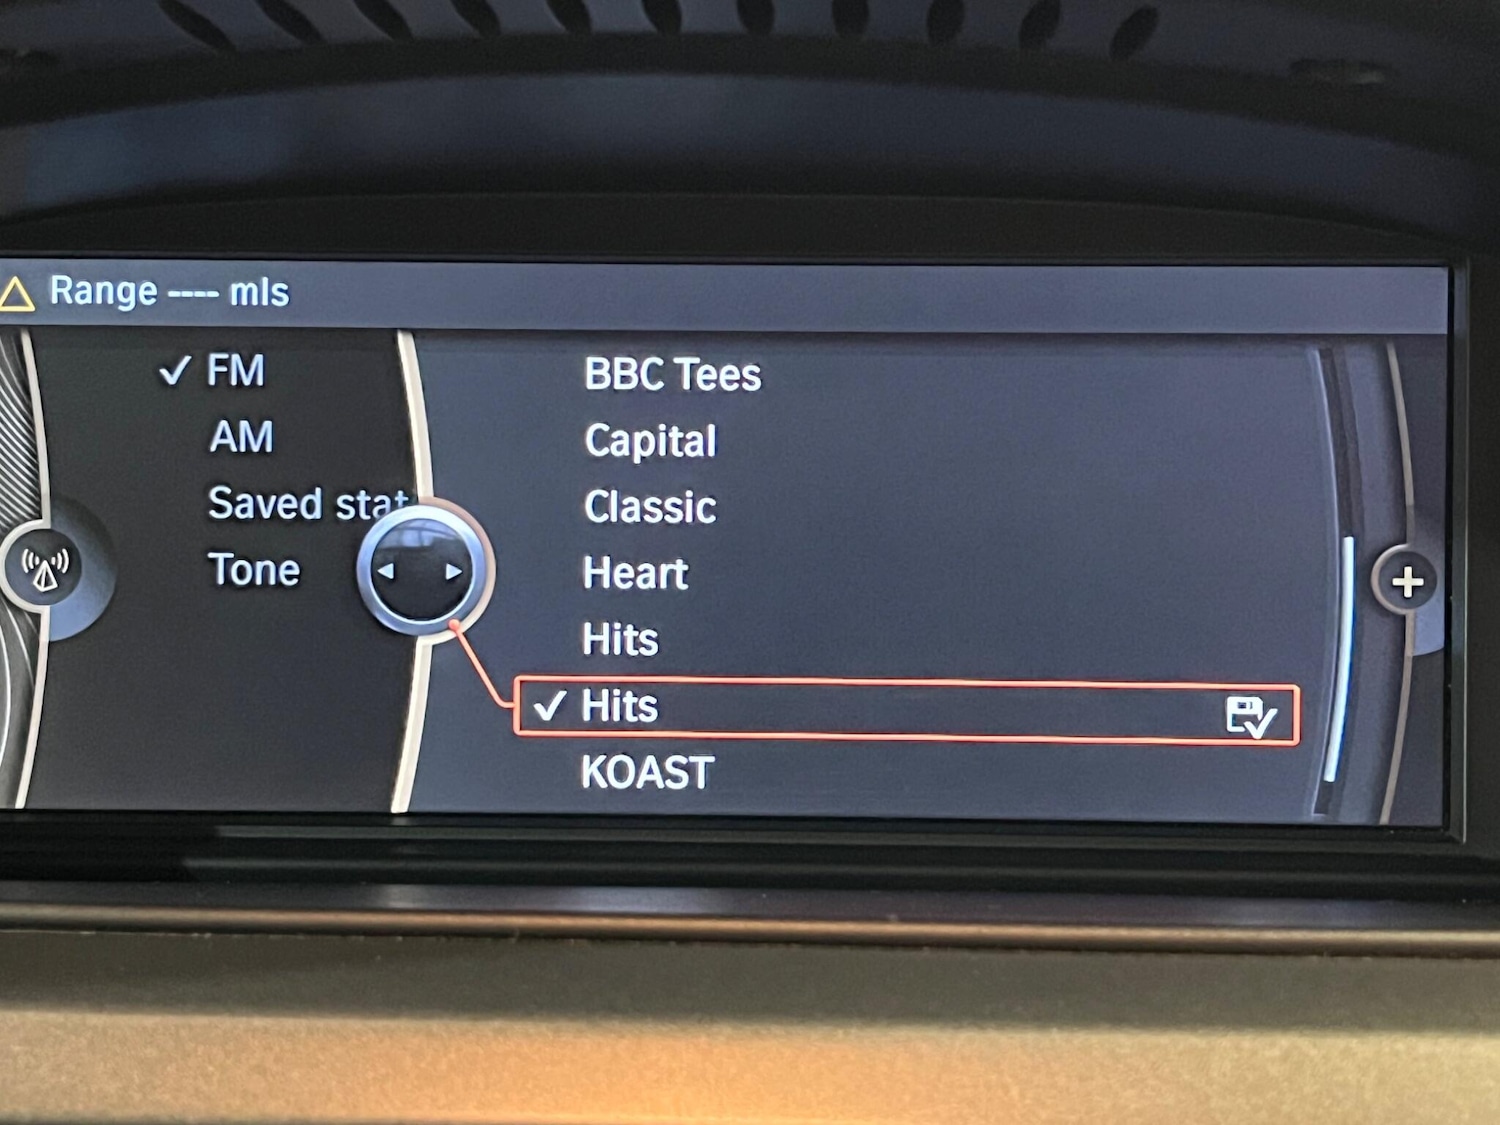 Range ---- mls
FM
AM
Saved stat
Tone
BBC Tees
Capital
Classic
Heart
Hits
Hits
KOAST